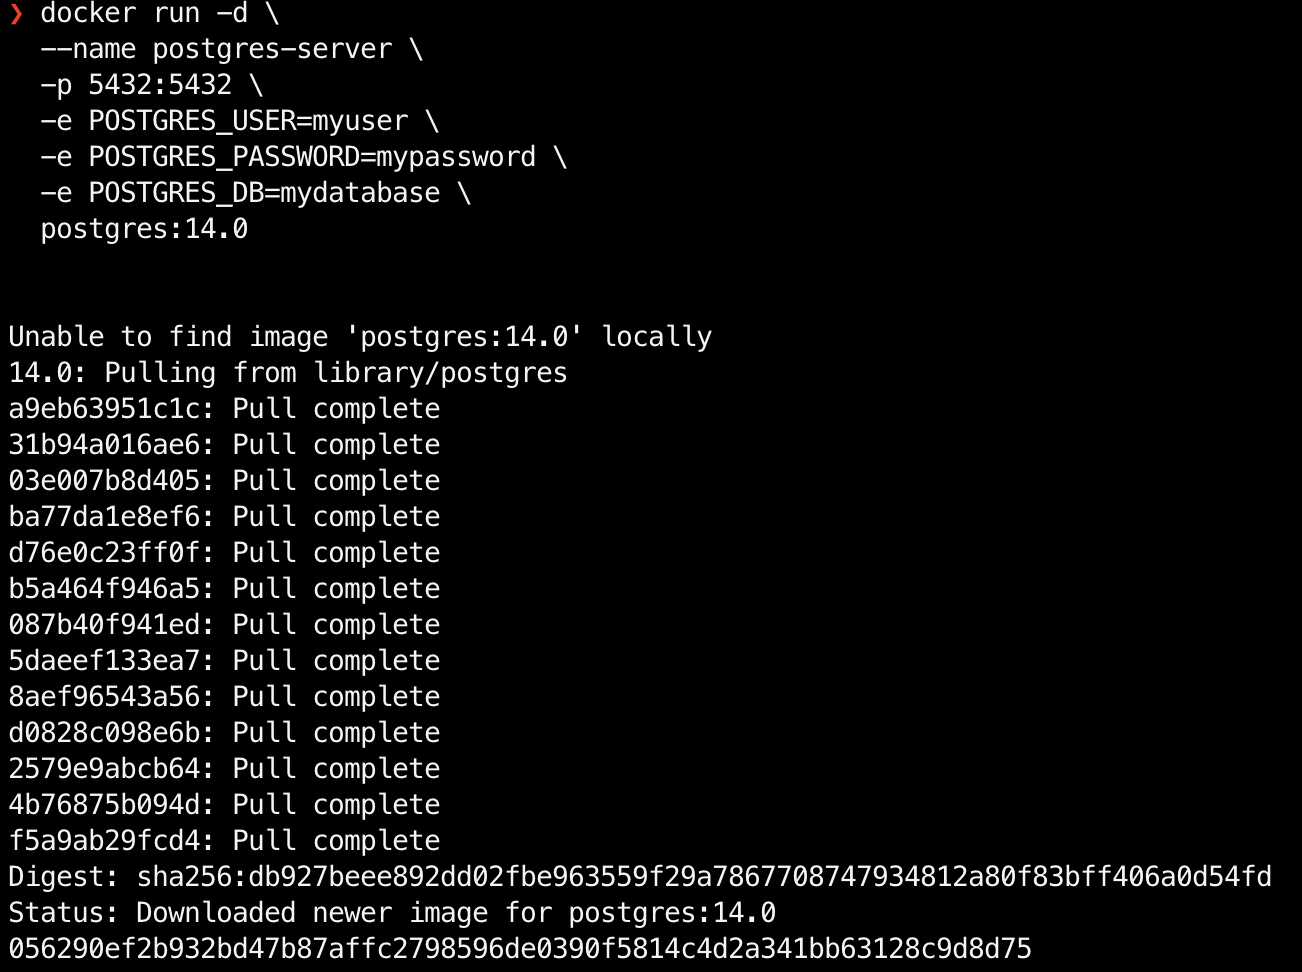 ❯ docker run -d \
  --name postgres-server \
  -p 5432:5432 \
  -e POSTGRES_USER=myuser \
  -e POSTGRES_PASSWORD=mypassword \
  -e POSTGRES_DB=mydatabase \
  postgres:14.0
Unable to find image 'postgres:14.0' locally
14.0: Pulling from library/postgres
a9eb63951c1c: Pull complete
31b94a016ae6: Pull complete
03e007b8d405: Pull complete
ba77da1e8ef6: Pull complete
d76e0c23ff0f: Pull complete
b5a464f946a5: Pull complete
087b40f941ed: Pull complete
5daeef133ea7: Pull complete
8aef96543a56: Pull complete
d0828c098e6b: Pull complete
2579e9abcb64: Pull complete
4b76875b094d: Pull complete
f5a9ab29fcd4: Pull complete
Digest: sha256:db927beee892dd02fbe963559f29a7867708747934812a80f83bff406a0d54fd
Status: Downloaded newer image for postgres:14.0
056290ef2b932bd47b87affc2798596de0390f5814c4d2a341bb63128c9d8d75